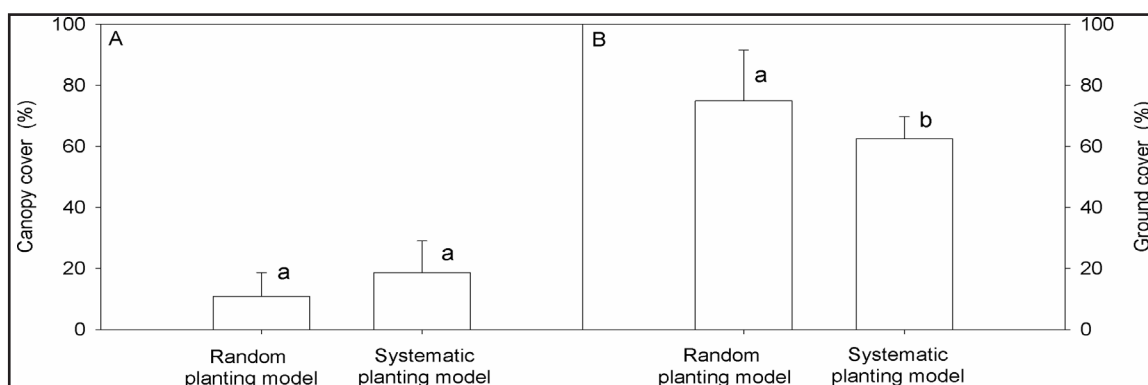 A
Canopy cover (%)
100
80
60
40
20
0
a
a
Random
planting model
Systematic
planting model
B
a
b
Random
planting model
Systematic
planting model
100
80
60
40
20
0
Ground cover (%)